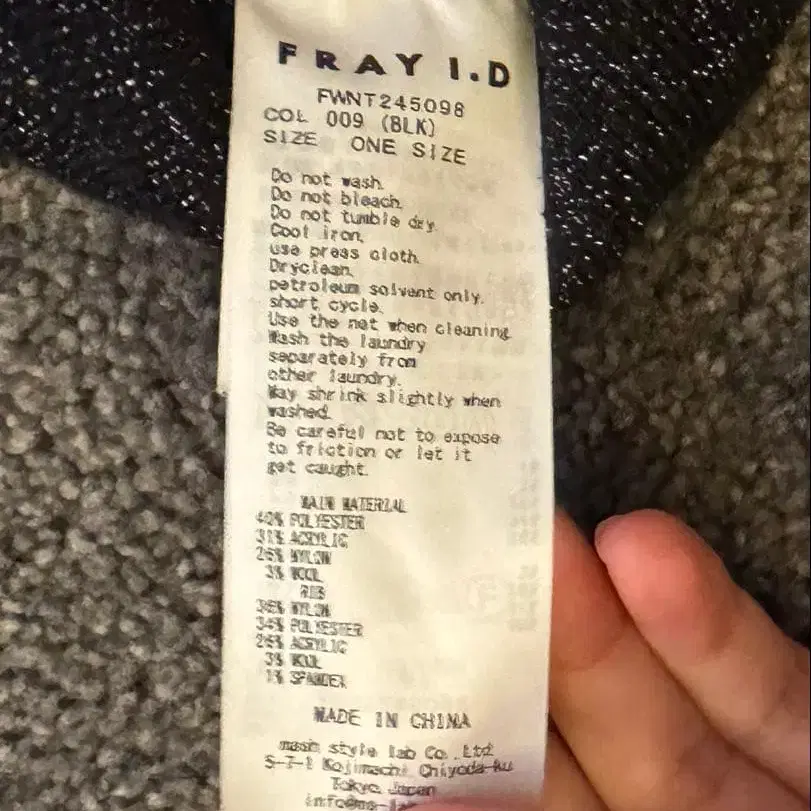 FRAY I.D
FWNT245098
COL 009 (BLK)
SIZE ONE SIZE
Do not wash.
Do not bleach.
Do not tumble dry.
Cool iron.
use press cloth.
Dryclean.
petroleum solvent only.
short cycle.
Use the net when cleaning
Wash the laundry
separately from
other laundry.
May shrink slightly when
washed.
Be careful not to expose
to friction or let it
get caught.
MAIN MATERIAL
40% POLYESTER
31% ACRYLIC
26% NYLON
3% WOOL
RIB
36% NYLON
34% POLYESTER
26% ACRYLIC
3% WOOL
1% SPANDEX
MADE IN CHINA
mash style lab Co.,Ltd
5-7-1 Kojimachi Chiyoda-ku
Tokyo Japan